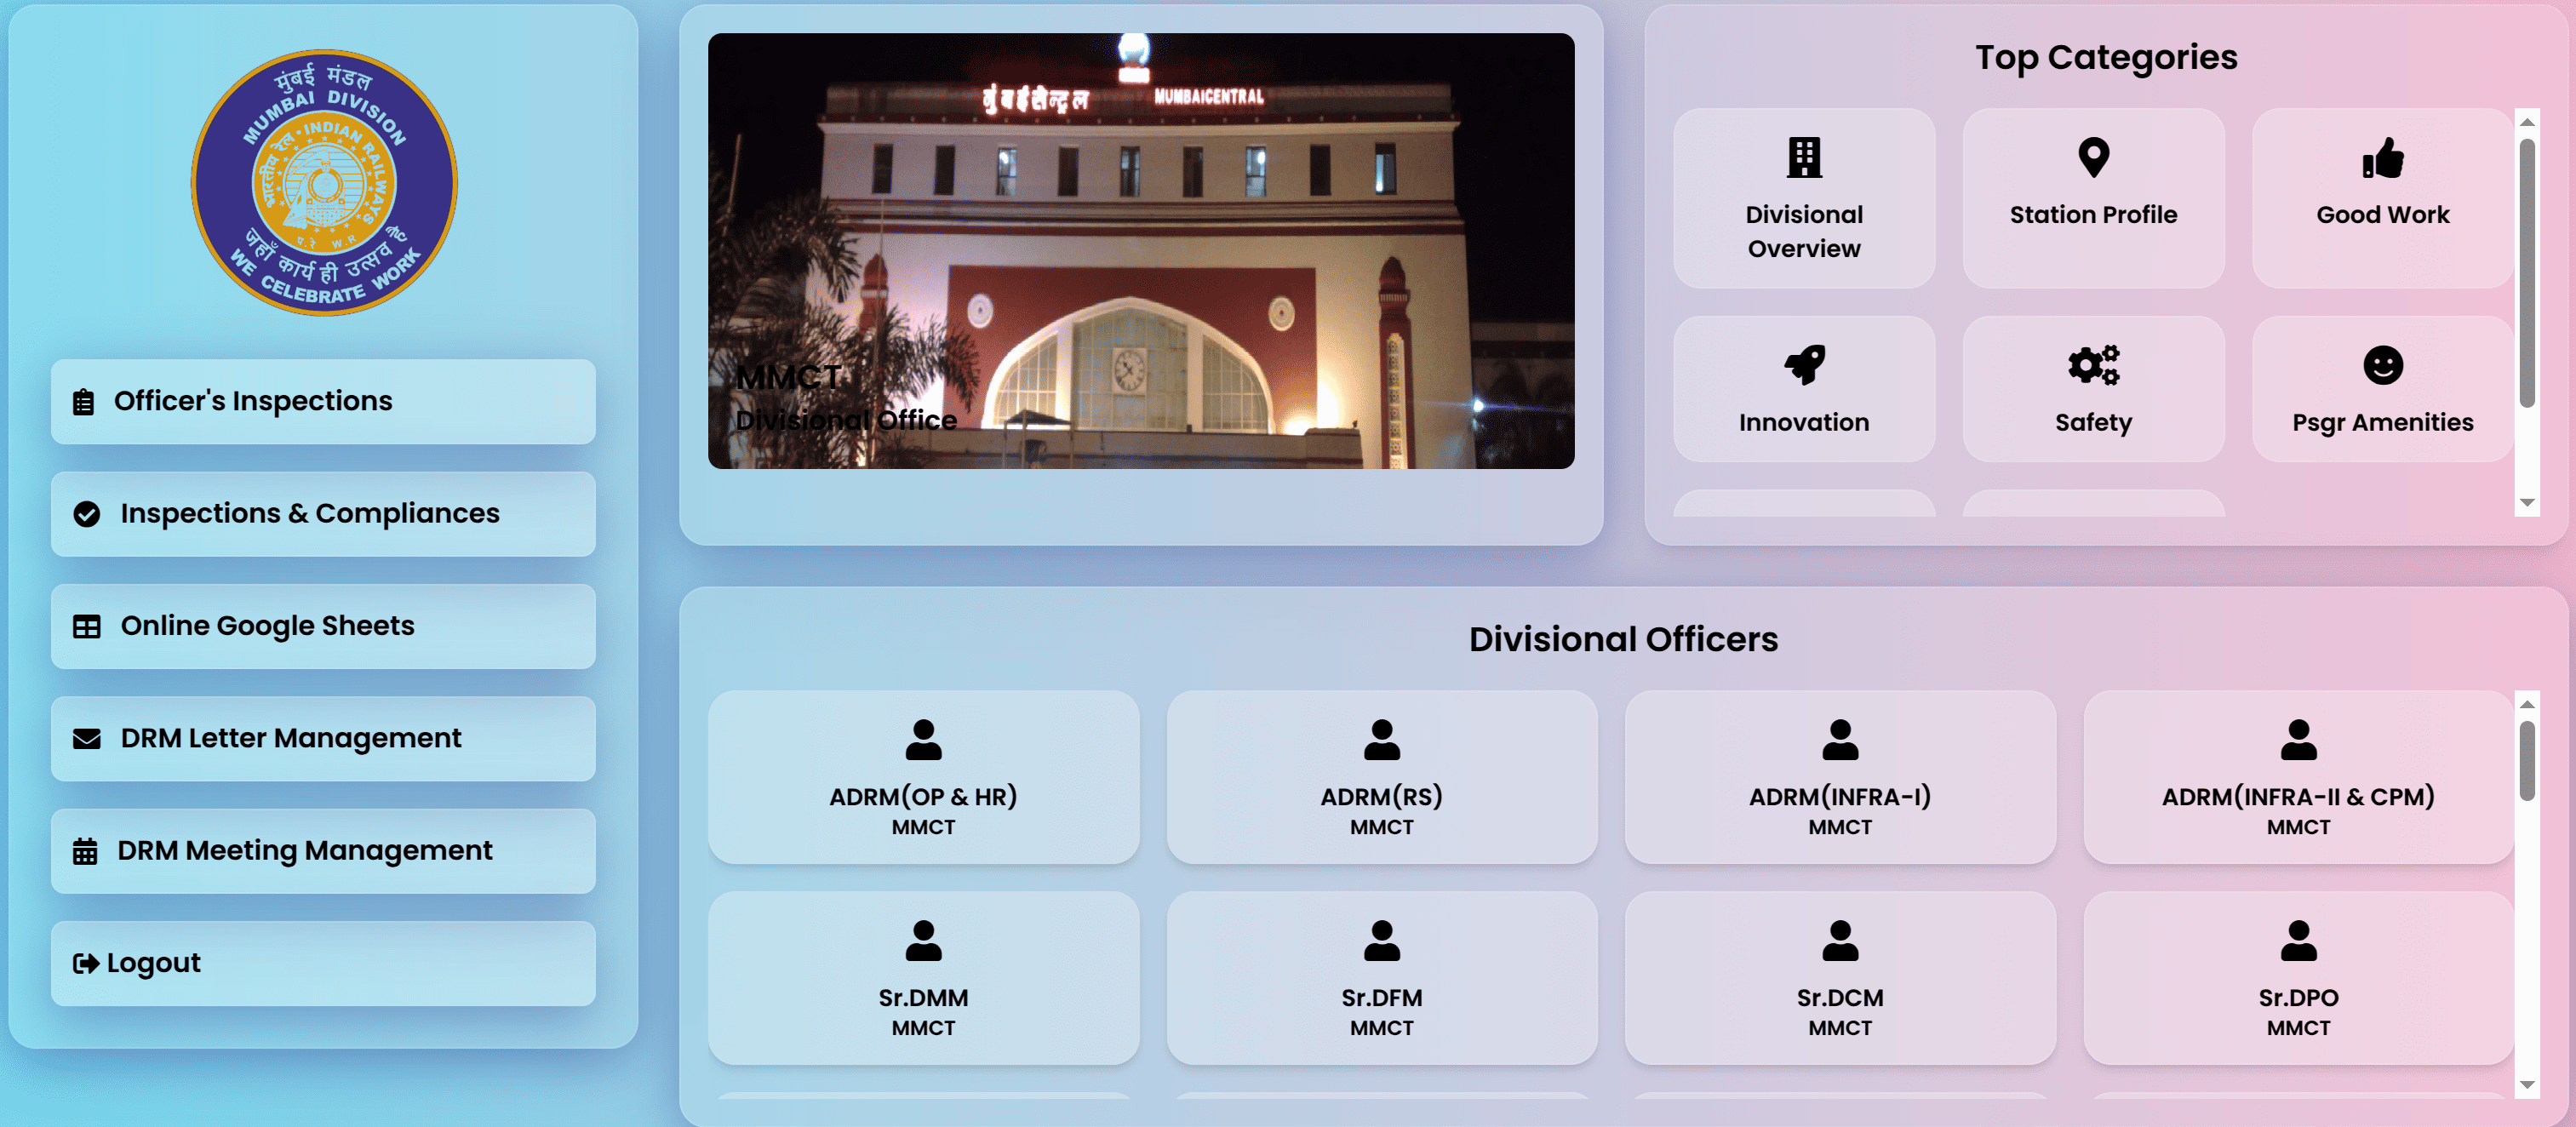 मुंबई मंडल
MUMBAI DIVISION
भारतीय रेल • INDIAN RAILWAYS
प.रे W.R
जहाँ कार्य ही उत्सव है
WE CELEBRATE WORK
Officer's Inspections
Inspections & Compliances
Online Google Sheets
DRM Letter Management
DRM Meeting Management
Logout
मुंबई सेन्ट्रल MUMBAICENTRAL
MMCT
Divisional Office
Top Categories
Divisional
Overview
Station Profile
Good Work
Innovation
Safety
Psgr Amenities
Divisional Officers
ADRM(OP & HR)
MMCT
ADRM(RS)
MMCT
ADRM(INFRA-I)
MMCT
ADRM(INFRA-II & CPM)
MMCT
Sr.DMM
MMCT
Sr.DFM
MMCT
Sr.DCM
MMCT
Sr.DPO
MMCT